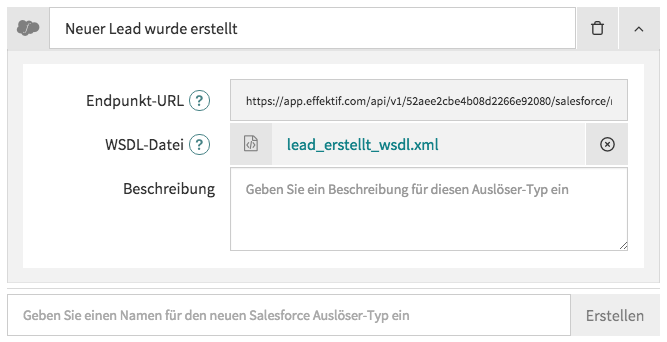 Neuer Lead wurde erstellt
Endpunkt-URL ? https://app.effektif.com/api/v1/52aee2cbe4b08d2266e92080/salesforce/
WSDL-Datei ? lead_erstellt_wsdl.xml
Beschreibung Geben Sie ein Beschreibung für diesen Auslöser-Typ ein
Geben Sie einen Namen für den neuen Salesforce Auslöser-Typ ein Erstellen